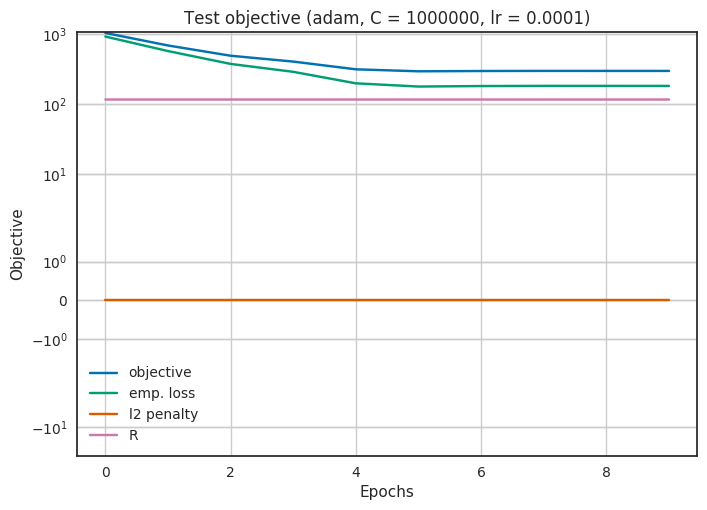 Test objective (adam, C = 1000000, lr = 0.0001)
Objective
10³
10²
10¹
10⁰
0
−10⁰
−10¹
objective
emp. loss
l2 penalty
R
0 2 4 6 8
Epochs